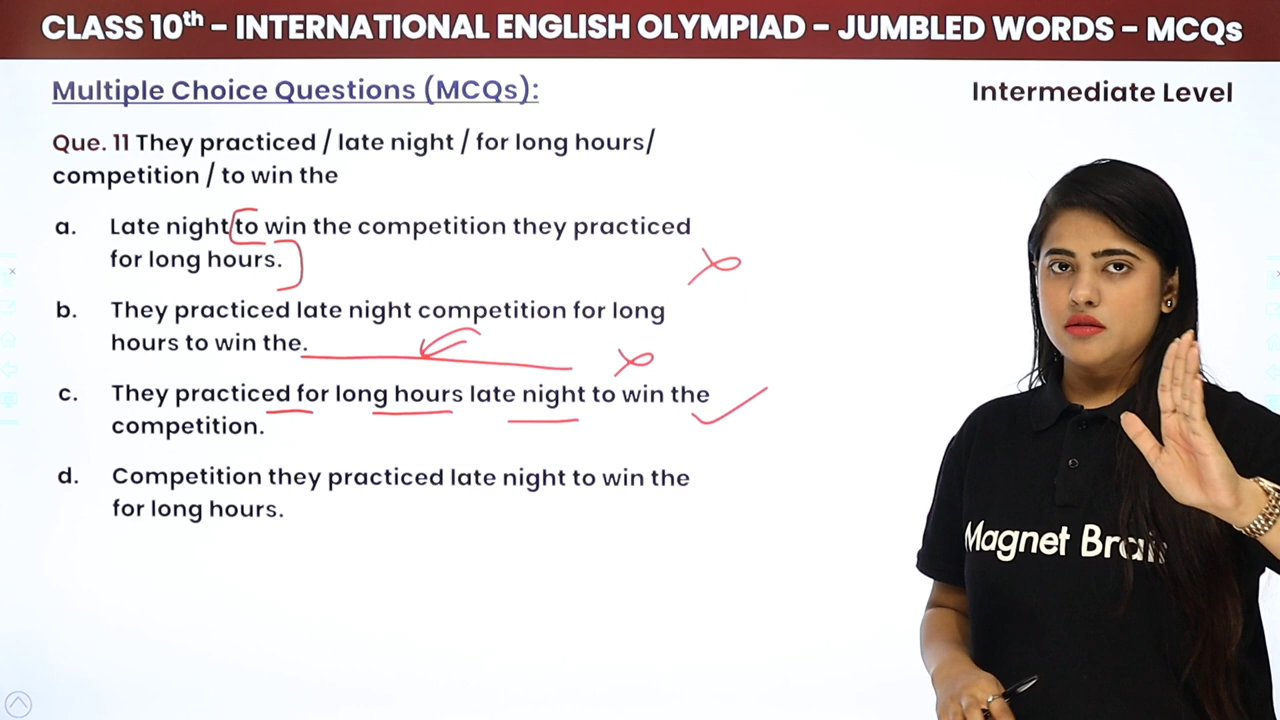 CLASS 10th – INTERNATIONAL ENGLISH OLYMPIAD – JUMBLED WORDS – MCQs
Multiple Choice Questions (MCQs):
Intermediate Level
Que. 11 They practiced / late night / for long hours/
competition / to win the
a. Late night to win the competition they practiced
for long hours.
b. They practiced late night competition for long
hours to win the.
c. They practiced for long hours late night to win the
competition.
d. Competition they practiced late night to win the
for long hours.
Magnet Brain